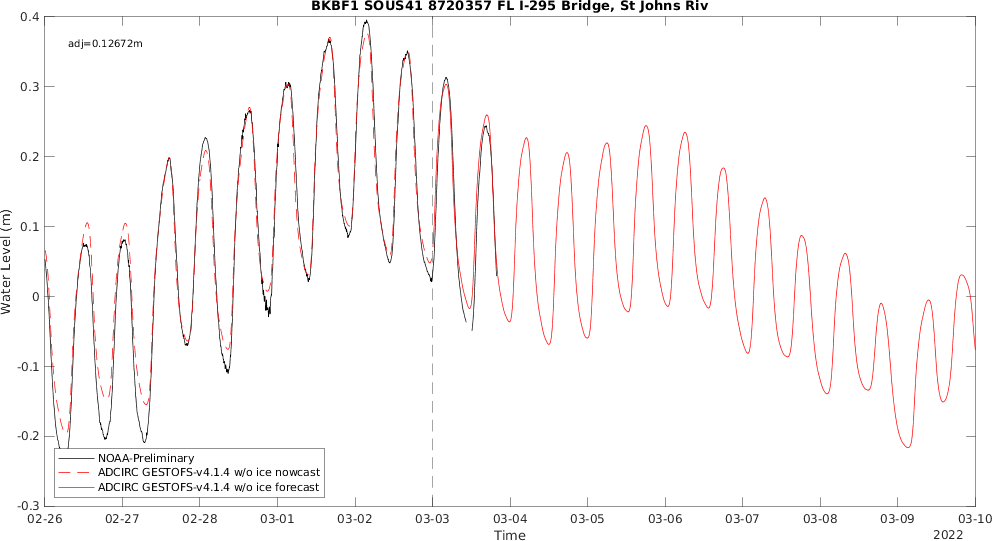 BKBF1 SOUS41 8720357 FL I-295 Bridge, St Johns Riv
adj=0.12672m
0.4
0.3
0.2
0.1
0
-0.1
-0.2
-0.3
Water Level (m)
NOAA-Preliminary
ADCIRC GESTOFS-v4.1.4 w/o ice nowcast
ADCIRC GESTOFS-v4.1.4 w/o ice forecast
02-26 02-27 02-28 03-01 03-02 03-03 03-04 03-05 03-06 03-07 03-08 03-09 03-10
Time
2022